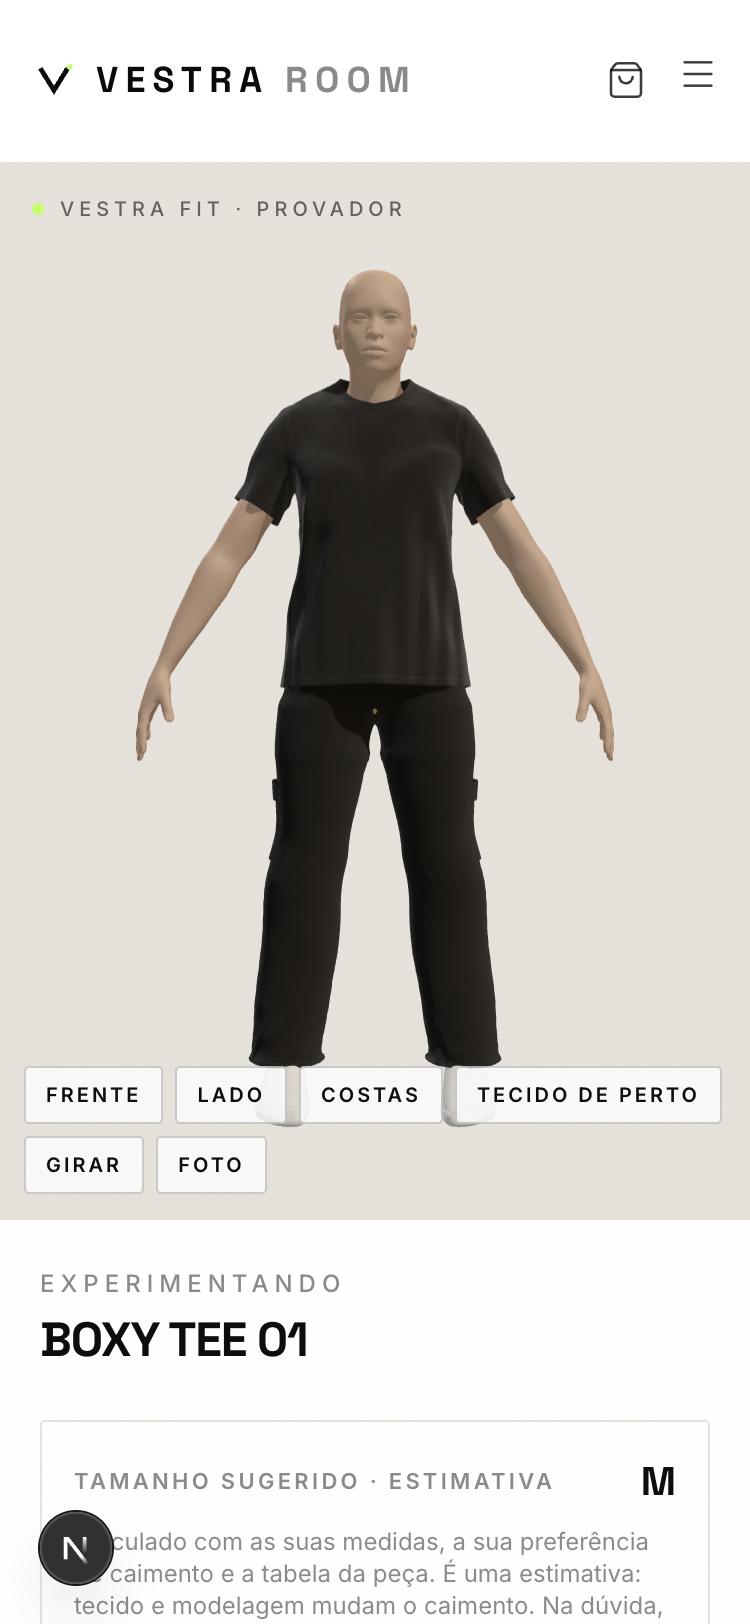 VESTRA ROOM
VESTRA FIT · PROVADOR
FRENTE LADO COSTAS TECIDO DE PERTO
GIRAR FOTO
EXPERIMENTANDO
BOXY TEE 01
TAMANHO SUGERIDO · ESTIMATIVA M
culado com as suas medidas, a sua preferência
caimento e a tabela da peça. É uma estimativa:
tecido e modelagem mudam o caimento. Na dúvida,
N